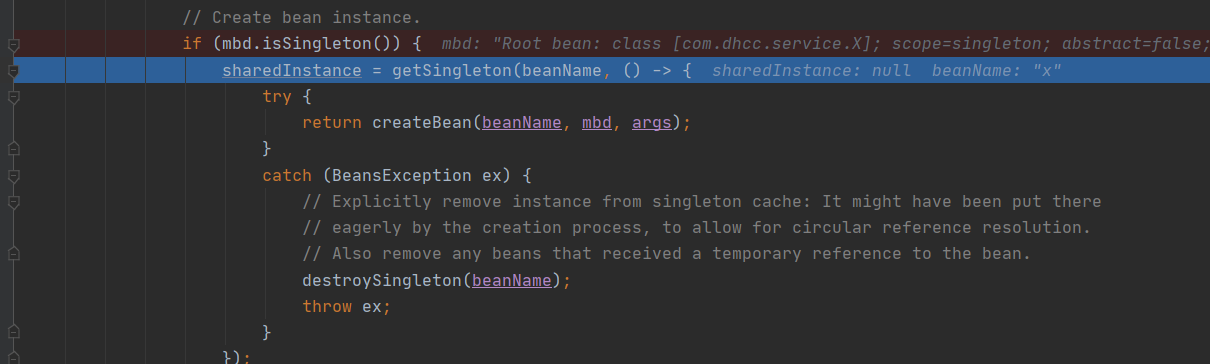 // Create bean instance.
if (mbd.isSingleton()) {  mbd: "Root bean: class [com.dhcc.service.X]; scope=singleton; abstract=false;
sharedInstance = getSingleton(beanName, () -> {  sharedInstance: null  beanName: "x"
try {
return createBean(beanName, mbd, args);
}
catch (BeansException ex) {
// Explicitly remove instance from singleton cache: It might have been put there
// eagerly by the creation process, to allow for circular reference resolution.
// Also remove any beans that received a temporary reference to the bean.
destroySingleton(beanName);
throw ex;
}
});